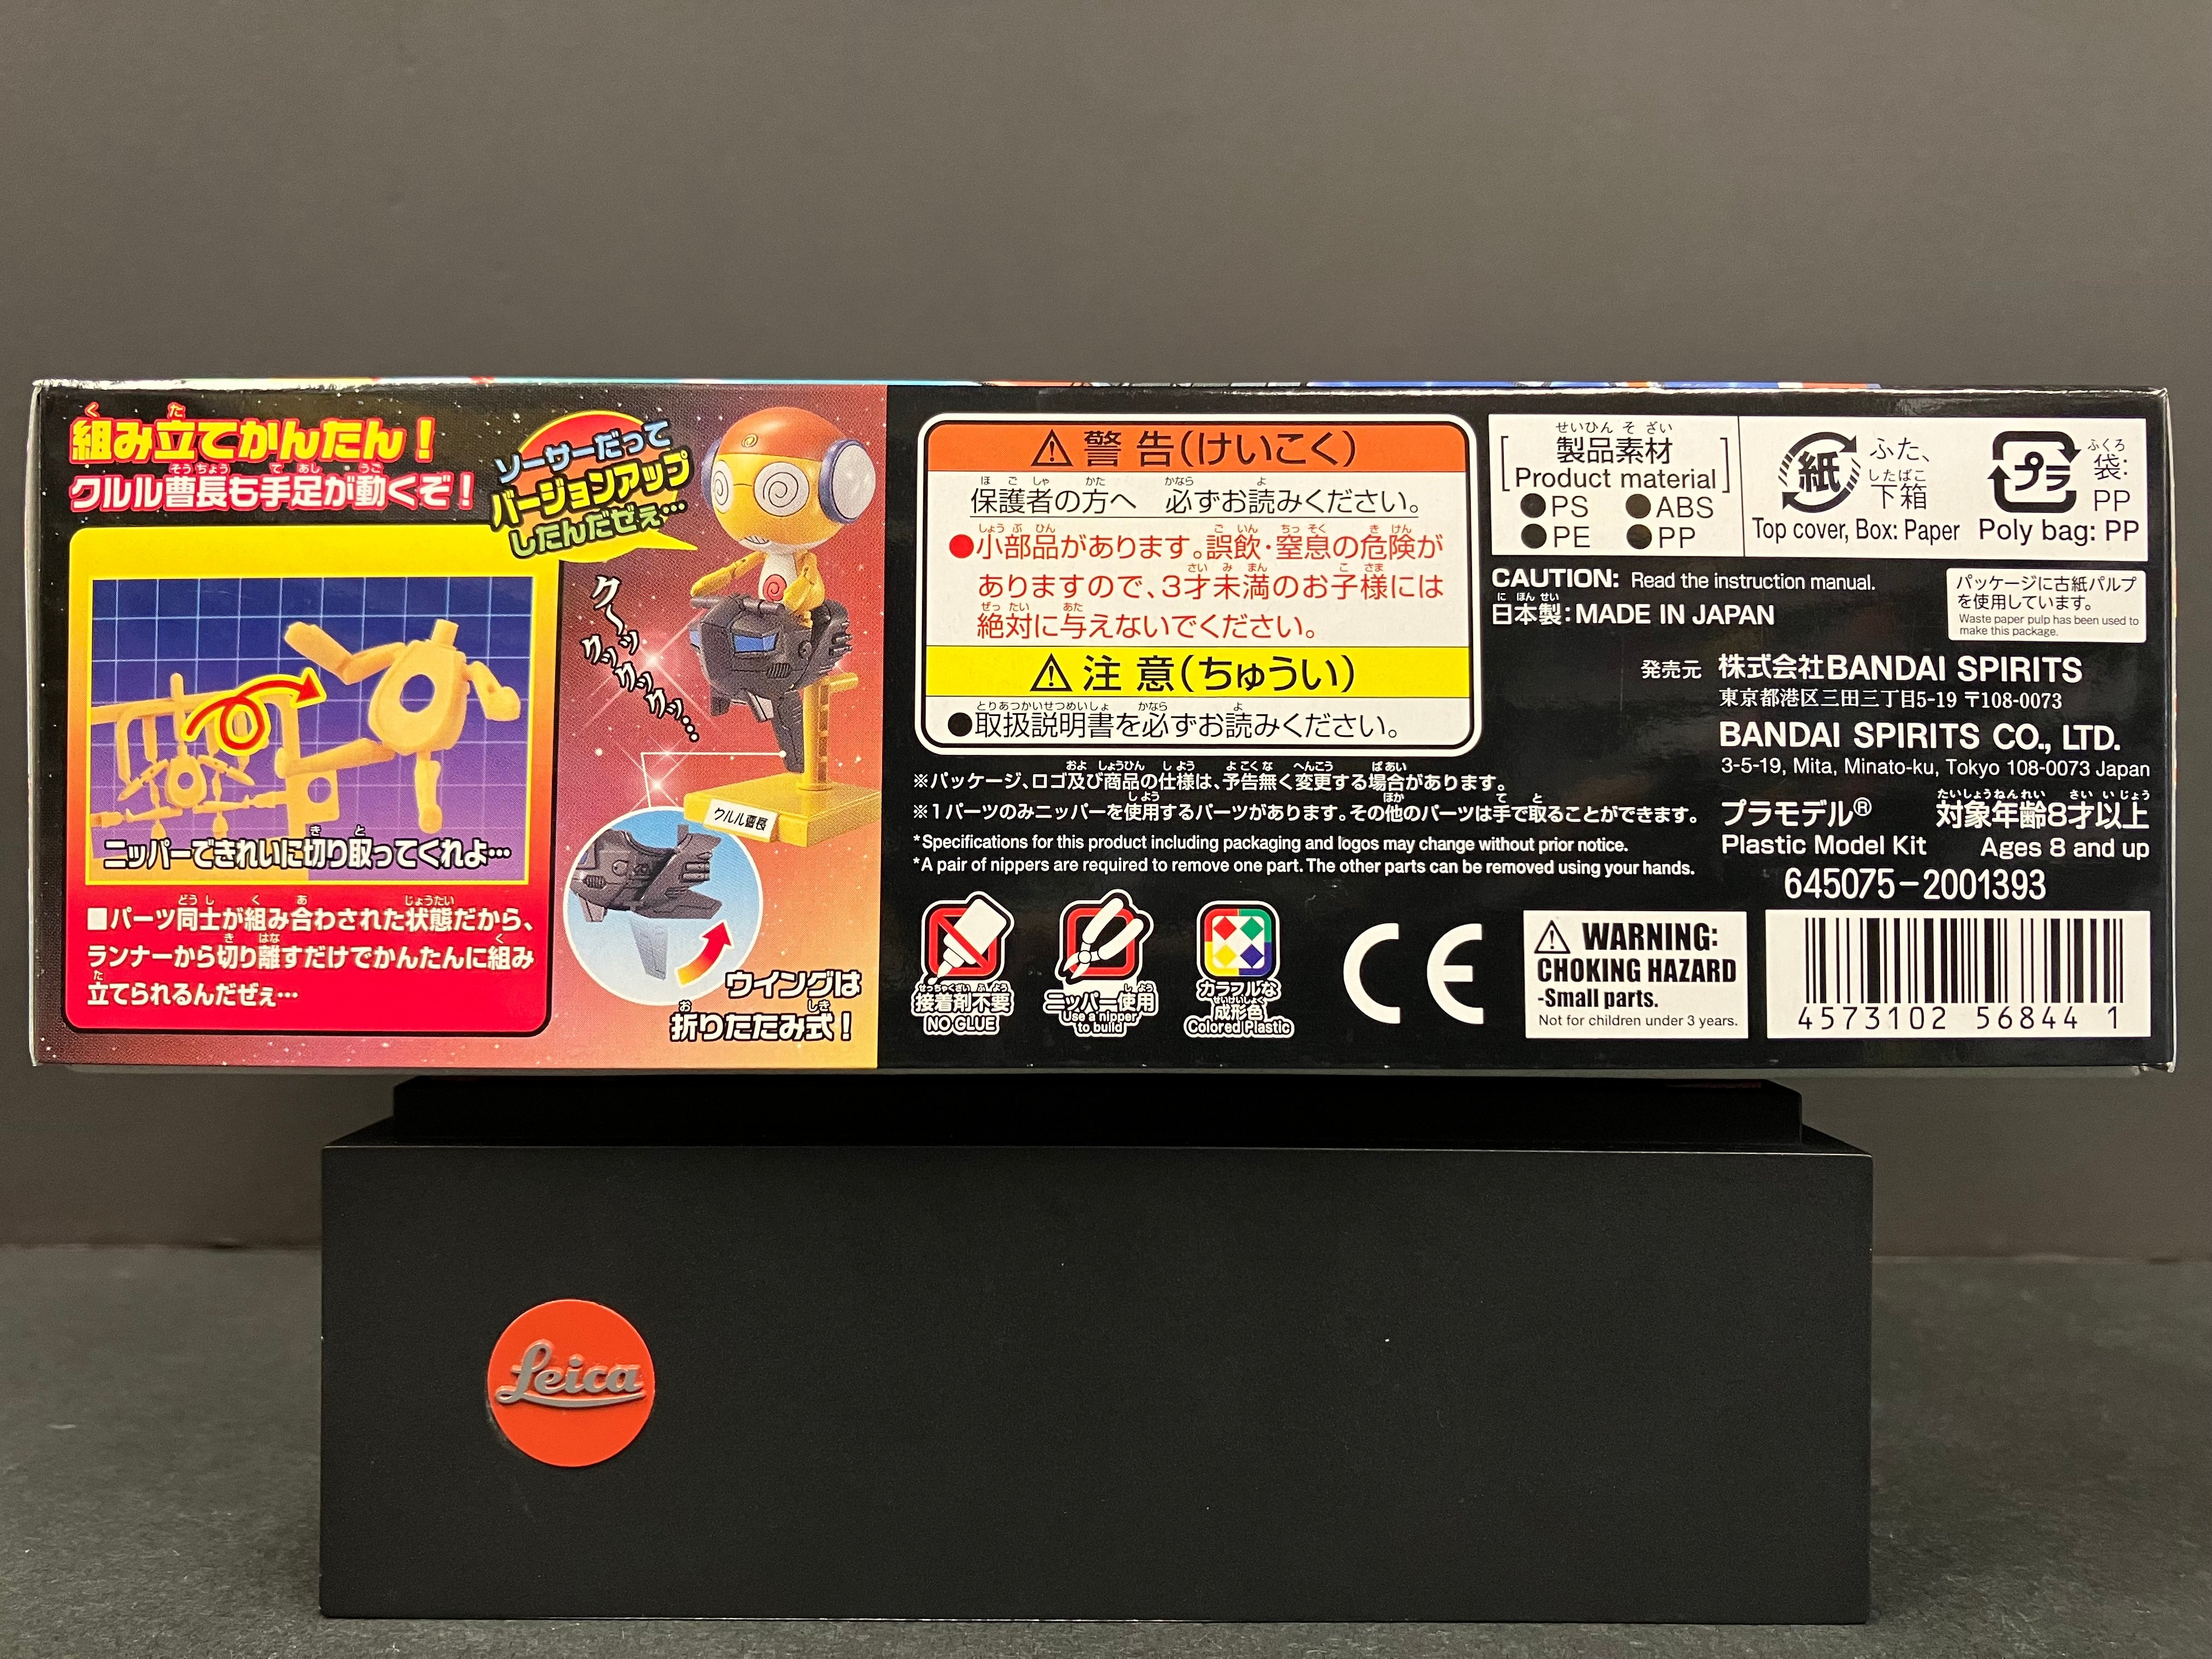 組み立てかんたん！
クルル曹長も手足が動くぞ！
ソーサーだって
バージョンアップ
したんだぜぇ…
ク〜ックックックッ…
ニッパーできれいに切り取ってくれよ…
■パーツ同士が組み合わされた状態だから、
ランナーから切り離すだけでかんたんに組み
立てられるんだぜぇ…
クルル曹長
ウイングは
折りたたみ式！
警告(けいこく)
保護者の方へ 必ずお読みください。
●小部品があります。誤飲・窒息の危険が
ありますので、3才未満のお子様には
絶対に与えないでください。
注意(ちゅうい)
●取扱説明書を必ずお読みください。
※パッケージ、ロゴ及び商品の仕様は、予告無く変更する場合があります。
※1パーツのみニッパーを使用するパーツがあります。その他のパーツは手で取ることができます。
*Specifications for this product including packaging and logos may change without prior notice.
*A pair of nippers are required to remove one part. The other parts can be removed using your hands.
接着剤不要
NO GLUE
ニッパー使用
Use a nipper
to build
カラフルな
成形色
Colored Plastic
CE
製品素材
Product material
●PS ●ABS
●PE ●PP
紙
ふた、
下箱
Top cover, Box: Paper
プラ
袋:
PP
Poly bag: PP
CAUTION: Read the instruction manual.
日本製：MADE IN JAPAN
パッケージに古紙パルプ
を使用しています。
Waste paper pulp has been used to
make this package.
発売元 株式会社BANDAI SPIRITS
東京都港区三田三丁目5-19 〒108-0073
BANDAI SPIRITS CO., LTD.
3-5-19, Mita, Minato-ku, Tokyo 108-0073 Japan
プラモデル® 対象年齢8才以上
Plastic Model Kit Ages 8 and up
645075-2001393
WARNING:
CHOKING HAZARD
-Small parts.
Not for children under 3 years.
4573102 56844 1
Leica